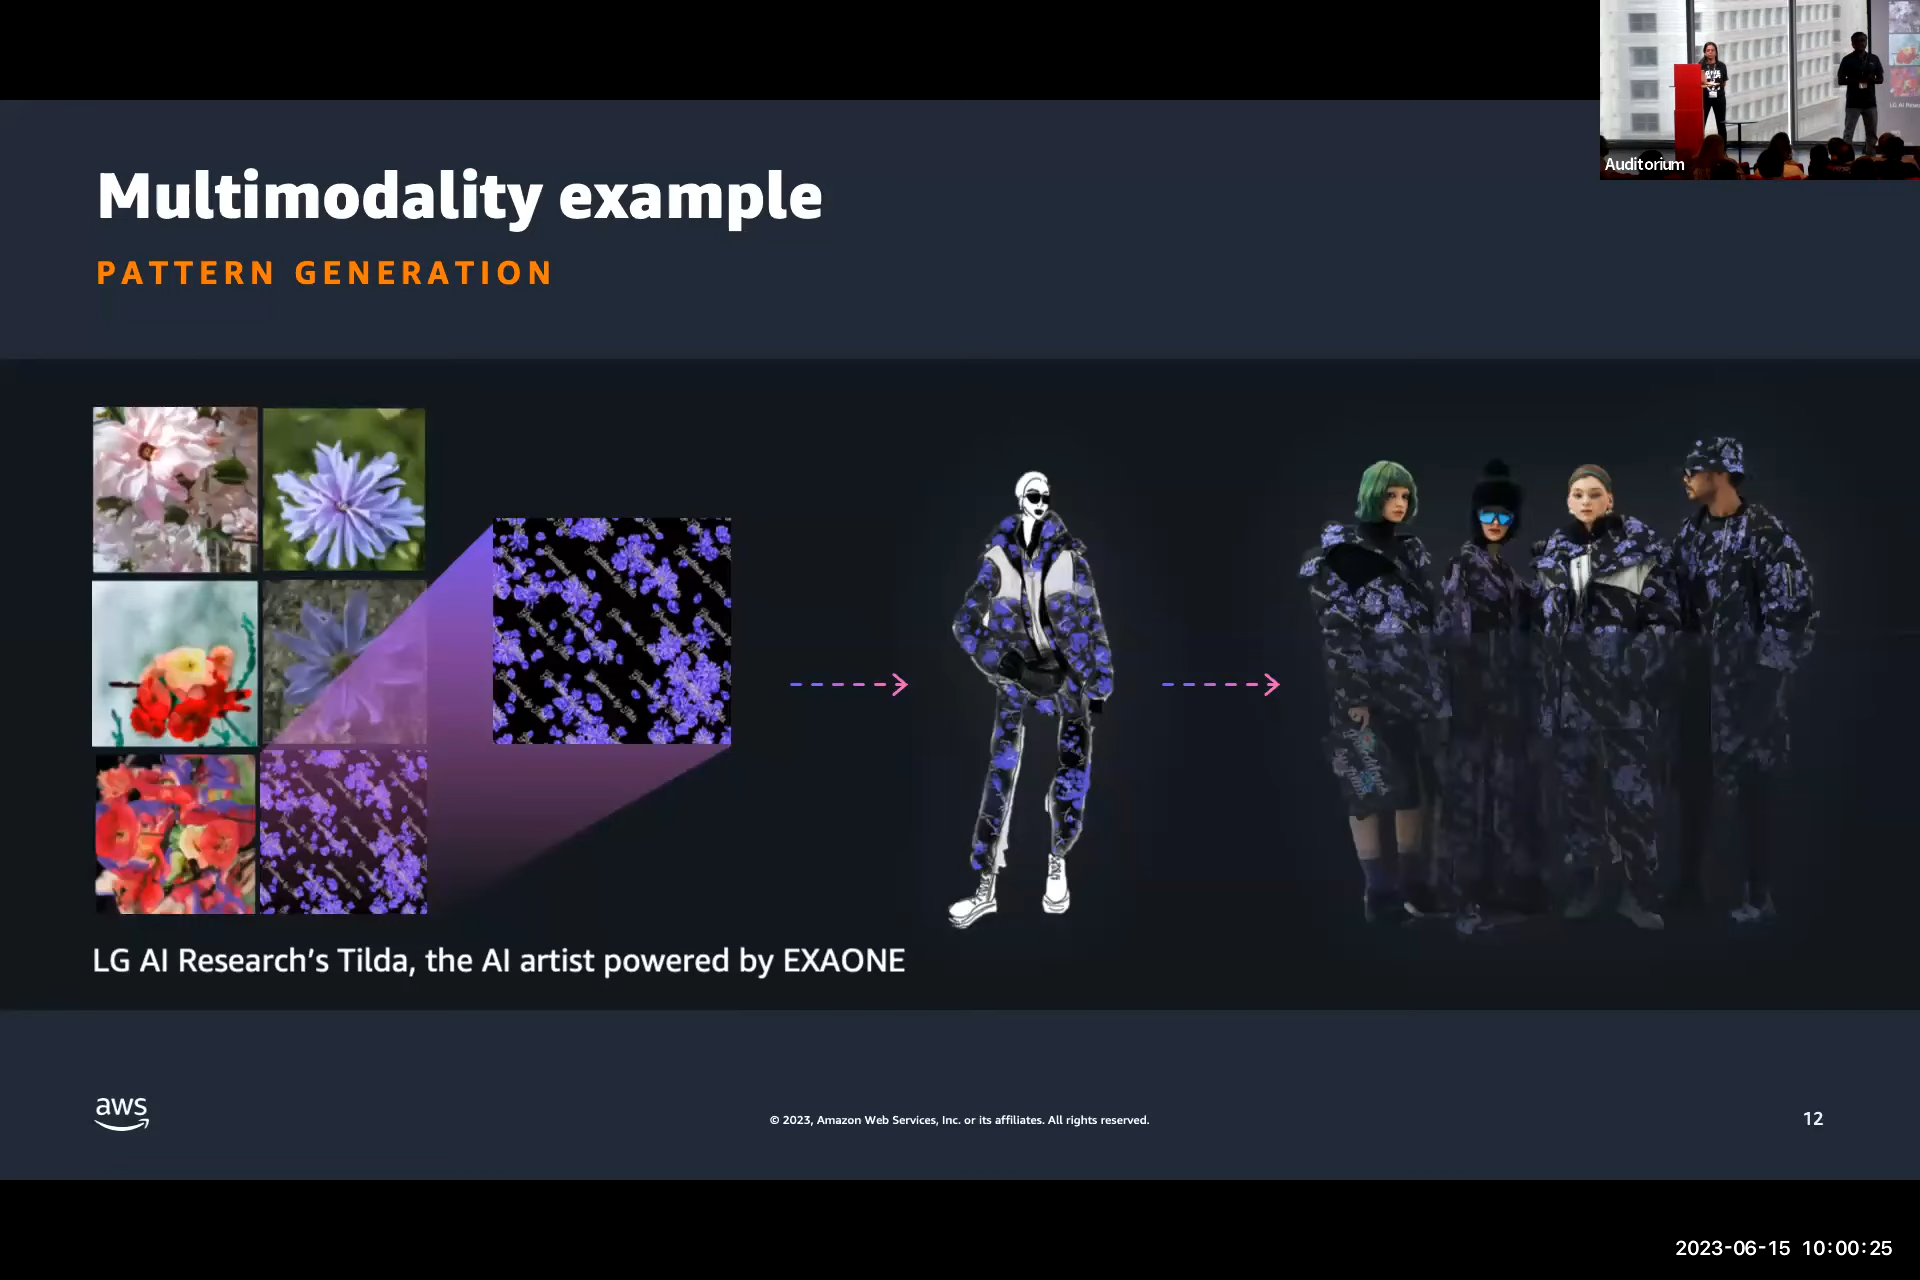 Auditorium
Multimodality example
PATTERN GENERATION
LG AI Research's Tilda, the AI artist powered by EXAONE
aws
© 2023, Amazon Web Services, Inc. or its affiliates. All rights reserved.
12
2023-06-15 10:00:25